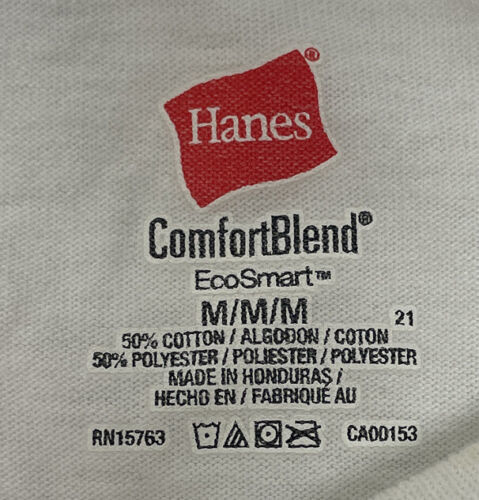 Hanes®
ComfortBlend®
EcoSmart™
M/M/M 21
50% COTTON / ALGODON / COTON
50% POLYESTER / POLIESTER / POLYESTER
MADE IN HONDURAS /
HECHO EN / FABRIQUÉ AU
RN15763 CA00153